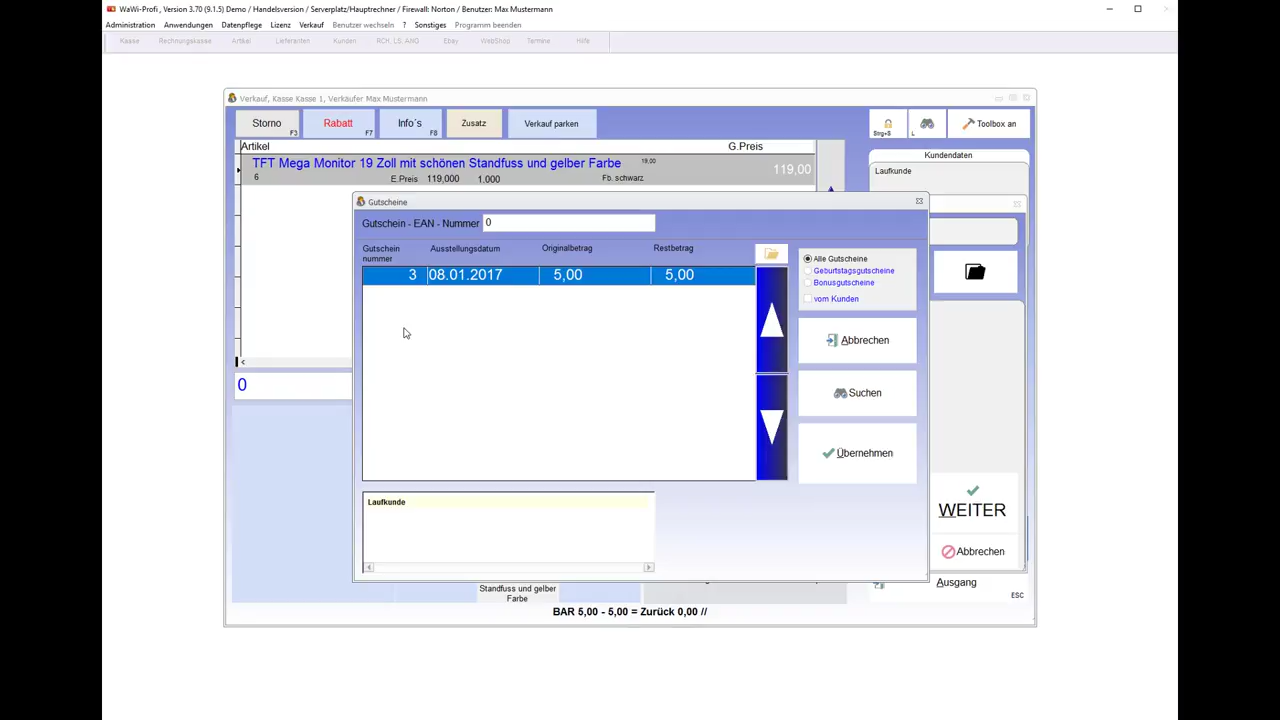 WaWi-Profi , Version 3.70 (9.1.5) Demo / Handelsversion / Serverplatz/Hauptrechner / Firewall: Norton / Benutzer: Max Mustermann
Administration Anwendungen Datenpflege Lizenz Verkauf Benutzer wechseln ? Sonstiges Programm beenden
Kasse Rechnungskasse Artikel Lieferanten Kunden RCH, LS, ANG Ebay WebShop Termine Hilfe
Verkauf, Kasse Kasse 1, Verkäufer Max Mustermann
Storno F3 Rabatt F7 Info´s F8 Zusatz Verkauf parken Strg+S L Toolbox an
Artikel G.Preis
Kundendaten
TFT Mega Monitor 19 Zoll mit schönen Standfuss und gelber Farbe 19,00 119,00
Laufkunde
6 E.Preis 119,000 1.000 Fb. schwarz
Gutscheine
Gutschein - EAN - Nummer 0
Gutschein nummer Ausstellungsdatum Originalbetrag Restbetrag
3 08.01.2017 5,00 5,00
Alle Gutscheine
Geburtstagsgutscheine
Bonusgutscheine
vom Kunden
Abbrechen
0
Suchen
Übernehmen
Laufkunde
WEITER
Abbrechen
Standfuss und gelber
Farbe
Ausgang
ESC
BAR 5,00 - 5,00 = Zurück 0,00 //